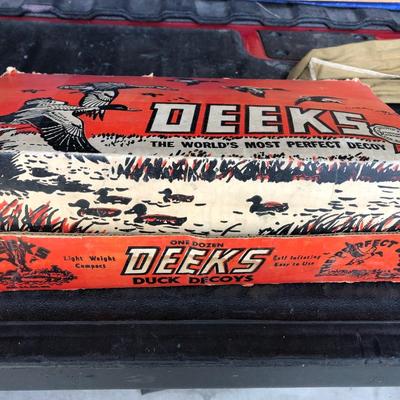 DEEKS
THE WORLD'S MOST PERFECT DECOY
Light Weight
Compact
ONE DOZEN
DEEKS
DUCK DECOYS
Self Inflating
Easy to Use
PERFECT